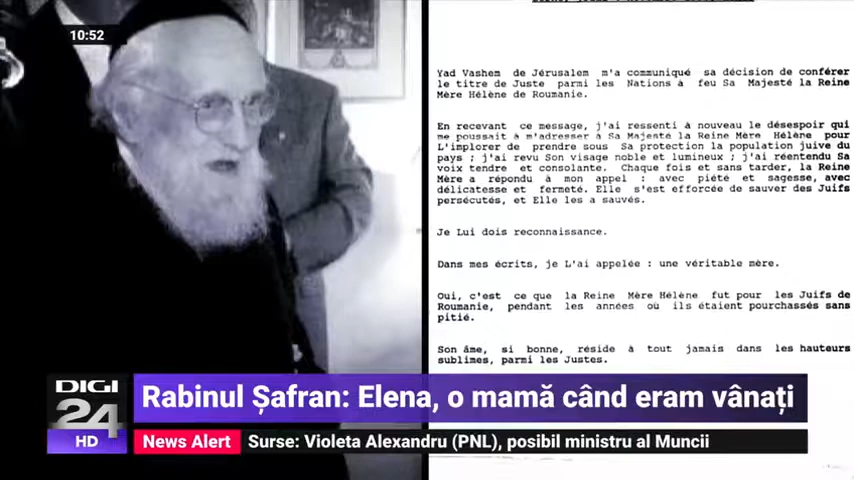 10:52
Yad Vashem de Jérusalem m'a communiqué sa décision de conférer
le titre de Juste parmi les Nations à feu Sa Majesté la Reine
Mère Hélène de Roumanie.
En recevant ce message, j'ai ressenti à nouveau le désespoir qui
me poussait à m'adresser à Sa Majesté la Reine Mère Hélène pour
L'implorer de prendre sous Sa protection la population juive du
pays ; j'ai revu Son visage noble et lumineux ; j'ai réentendu Sa
voix tendre et consolante. Chaque fois et sans tarder, la Reine
Mère a répondu à mon appel : avec piété et sagesse, avec
délicatesse et fermeté. Elle s'est efforcée de sauver des Juifs
persécutés, et Elle les a sauvés.
Je Lui dois reconnaissance.
Dans mes écrits, je L'ai appelée : une véritable mère.
Oui, c'est ce que la Reine Mère Hélène fut pour les Juifs de
Roumanie, pendant les années où ils étaient pourchassés sans
pitié.
Son âme, si bonne, réside à tout jamais dans les hauteurs
sublimes, parmi les Justes.
DIGI
24
HD
Rabinul Șafran: Elena, o mamă când eram vânați
News Alert Surse: Violeta Alexandru (PNL), posibil ministru al Muncii